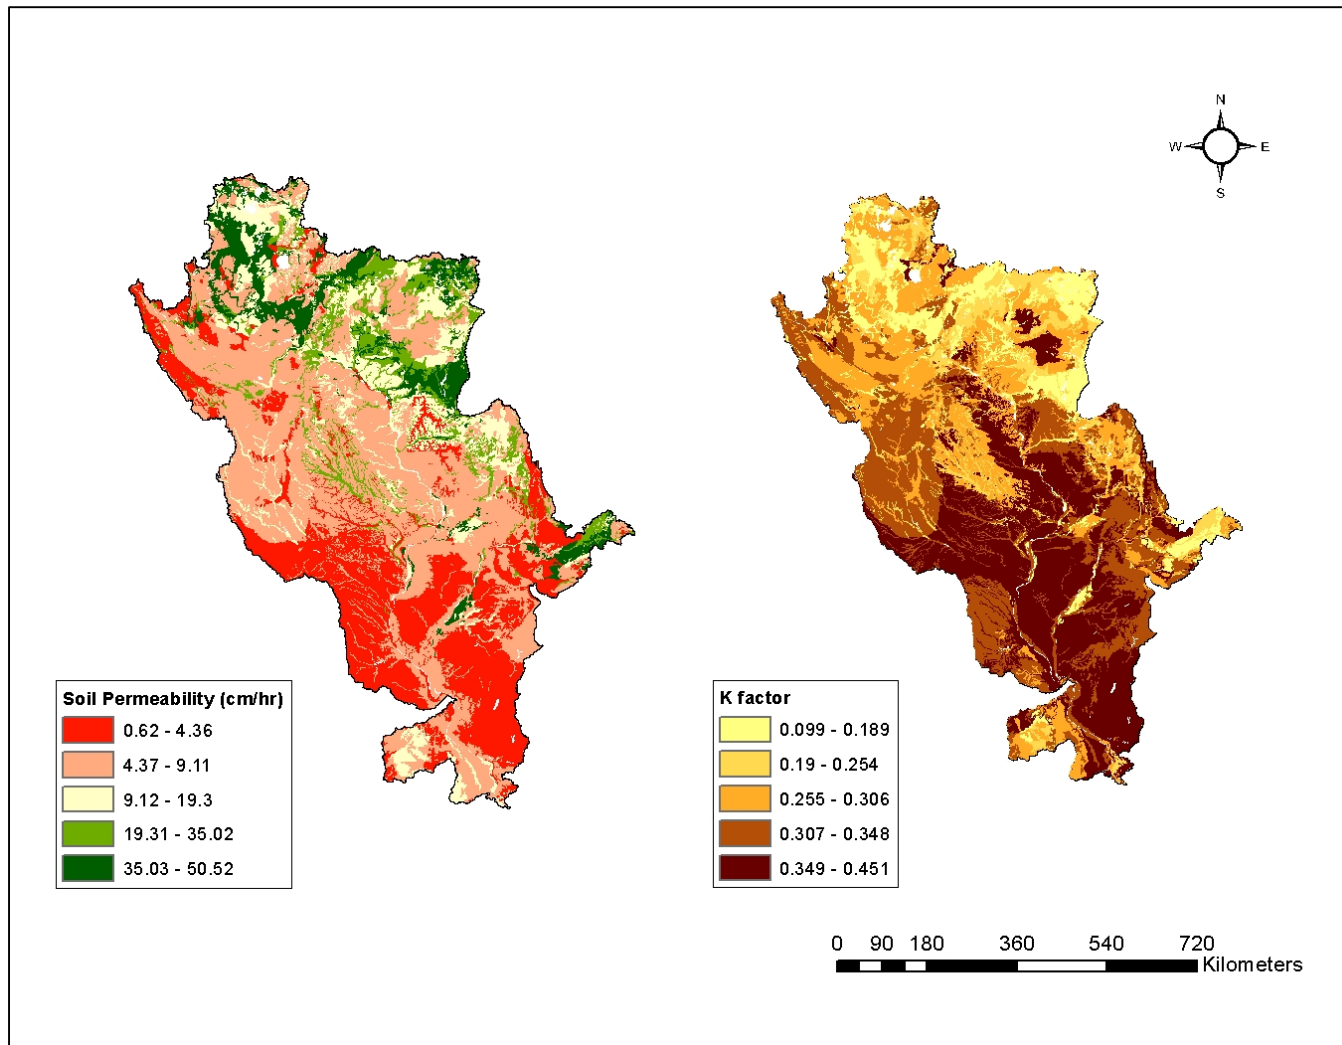 N
W E
S
Soil Permeability (cm/hr)
0.62 - 4.36
4.37 - 9.11
9.12 - 19.3
19.31 - 35.02
35.03 - 50.52
K factor
0.099 - 0.189
0.19 - 0.254
0.255 - 0.306
0.307 - 0.348
0.349 - 0.451
0 90 180 360 540 720
Kilometers